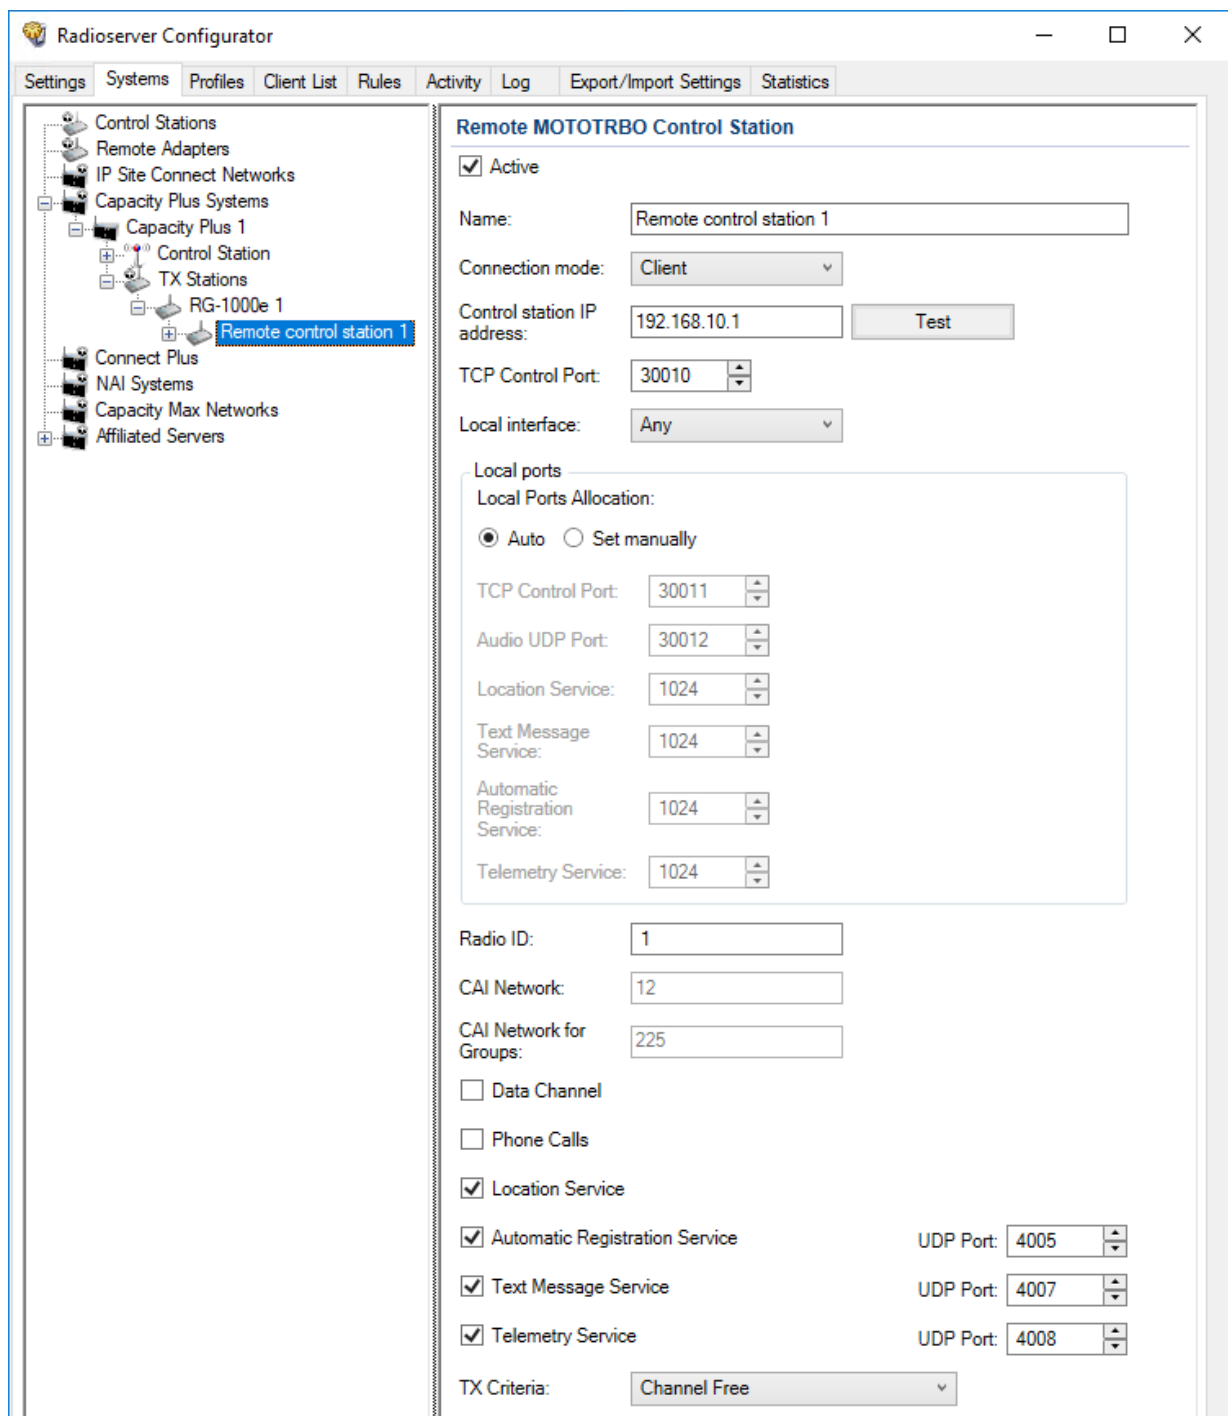 Radioserver Configurator
Settings Systems Profiles Client List Rules Activity Log Export/Import Settings Statistics
Control Stations
Remote Adapters
IP Site Connect Networks
Capacity Plus Systems
Capacity Plus 1
Control Station
TX Stations
RG-1000e 1
Remote control station 1
Connect Plus
NAI Systems
Capacity Max Networks
Affiliated Servers
Remote MOTOTRBO Control Station
Active
Name: Remote control station 1
Connection mode: Client
Control station IP
address: 192.168.10.1 Test
TCP Control Port: 30010
Local interface: Any
Local ports
Local Ports Allocation:
Auto Set manually
TCP Control Port: 30011
Audio UDP Port: 30012
Location Service: 1024
Text Message
Service: 1024
Automatic
Registration
Service: 1024
Telemetry Service: 1024
Radio ID: 1
CAI Network: 12
CAI Network for
Groups: 225
Data Channel
Phone Calls
Location Service
Automatic Registration Service UDP Port: 4005
Text Message Service UDP Port: 4007
Telemetry Service UDP Port: 4008
TX Criteria: Channel Free